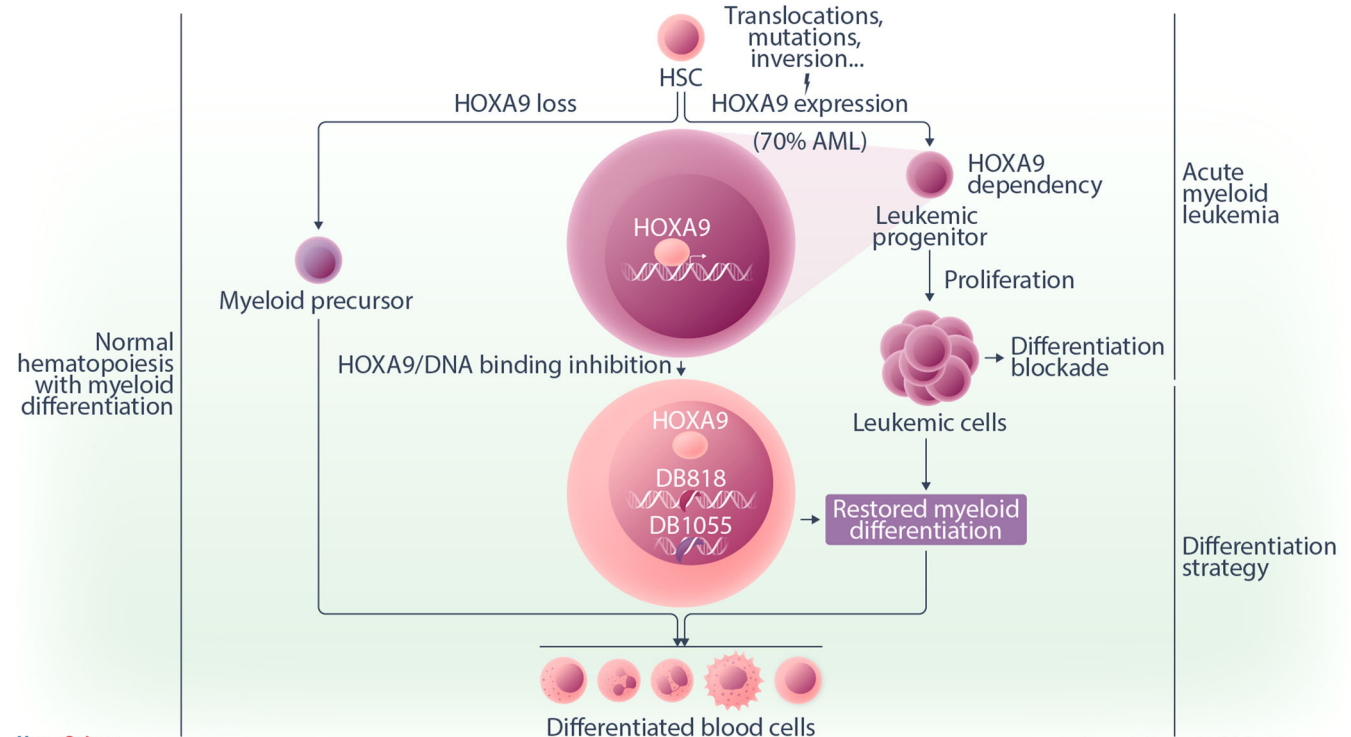 Translocations,
mutations,
inversion...
HSC
HOXA9 loss
HOXA9 expression
(70% AML)
HOXA9
dependency
Leukemic
progenitor
Acute
myeloid
leukemia
HOXA9
Myeloid precursor
Proliferation
Normal
hematopoiesis
with myeloid
differentiation
HOXA9/DNA binding inhibition
Differentiation
blockade
Leukemic cells
HOXA9
DB818
DB1055
Restored myeloid
differentiation
Differentiation
strategy
Differentiated blood cells